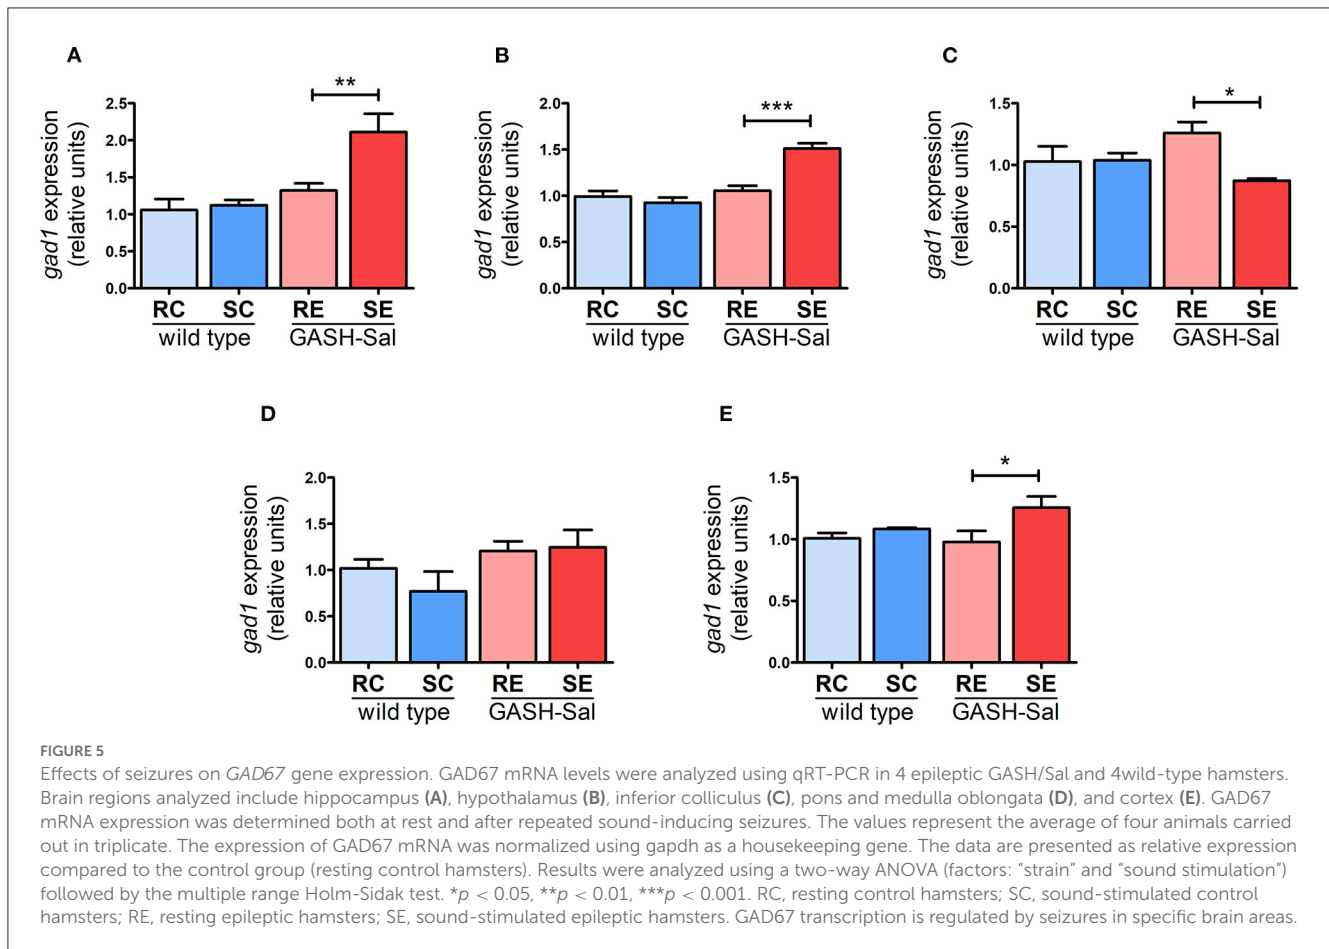 A
gad1 expression
(relative units)
2.5
2.0
1.5
1.0
0.5
0.0
**
RC SC RE SE
wild type GASH-Sal
B
gad1 expression
(relative units)
2.0
1.5
1.0
0.5
0.0
***
RC SC RE SE
wild type GASH-Sal
C
gad1 expression
(relative units)
1.5
1.0
0.5
0.0
*
RC SC RE SE
wild type GASH-Sal
D
gad1 expression
(relative units)
2.0
1.5
1.0
0.5
0.0
RC SC RE SE
wild type GASH-Sal
E
gad1 expression
(relative units)
1.5
1.0
0.5
0.0
*
RC SC RE SE
wild type GASH-Sal
FIGURE 5
Effects of seizures on GAD67 gene expression. GAD67 mRNA levels were analyzed using qRT-PCR in 4 epileptic GASH/Sal and 4wild-type hamsters.
Brain regions analyzed include hippocampus (A), hypothalamus (B), inferior colliculus (C), pons and medulla oblongata (D), and cortex (E). GAD67
mRNA expression was determined both at rest and after repeated sound-inducing seizures. The values represent the average of four animals carried
out in triplicate. The expression of GAD67 mRNA was normalized using gapdh as a housekeeping gene. The data are presented as relative expression
compared to the control group (resting control hamsters). Results were analyzed using a two-way ANOVA (factors: “strain” and “sound stimulation”)
followed by the multiple range Holm-Sidak test. *p < 0.05, **p < 0.01, ***p < 0.001. RC, resting control hamsters; SC, sound-stimulated control
hamsters; RE, resting epileptic hamsters; SE, sound-stimulated epileptic hamsters. GAD67 transcription is regulated by seizures in specific brain areas.